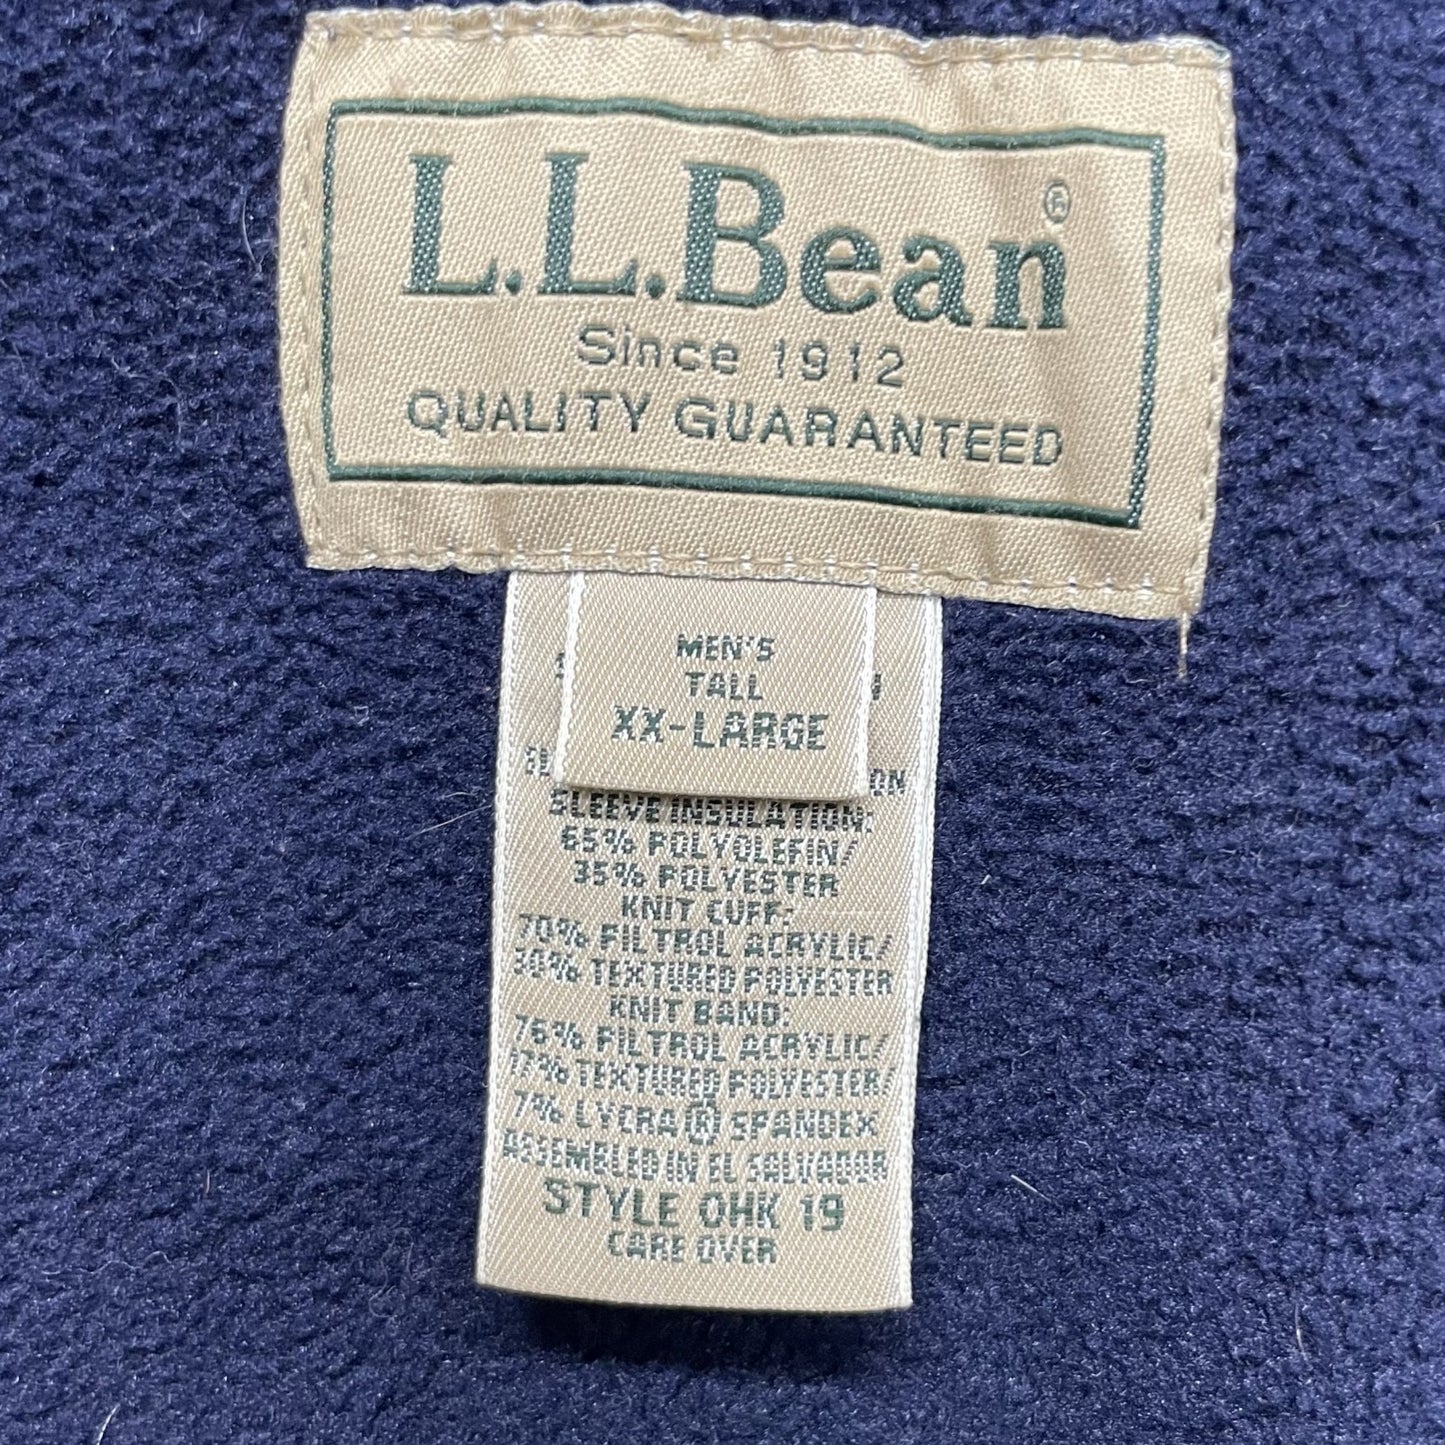 L.L.Bean®
Since 1912
QUALITY GUARANTEED
MEN'S
TALL
XX-LARGE
SLEEVE INSULATION:
65% POLYOLEFIN/
35% POLYESTER
KNIT CUFF:
70% FILTROL ACRYLIC/
30% TEXTURED POLYESTER
KNIT BAND:
76% FILTROL ACRYLIC/
17% TEXTURED POLYESTER/
7% LYCRA® SPANDEX
ASSEMBLED IN EL SALVADOR
STYLE OHK 19
CARE OVER